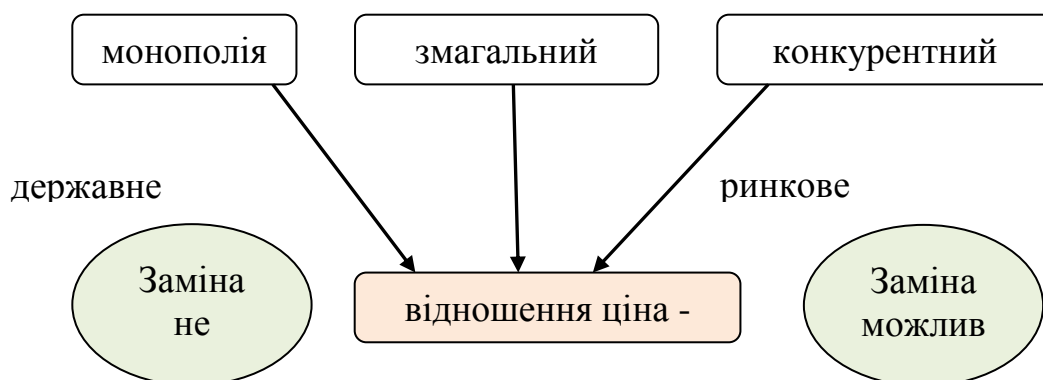 монополія
змагальний
конкурентний
державне
ринкове
Заміна
не
відношення ціна -
Заміна
можлив